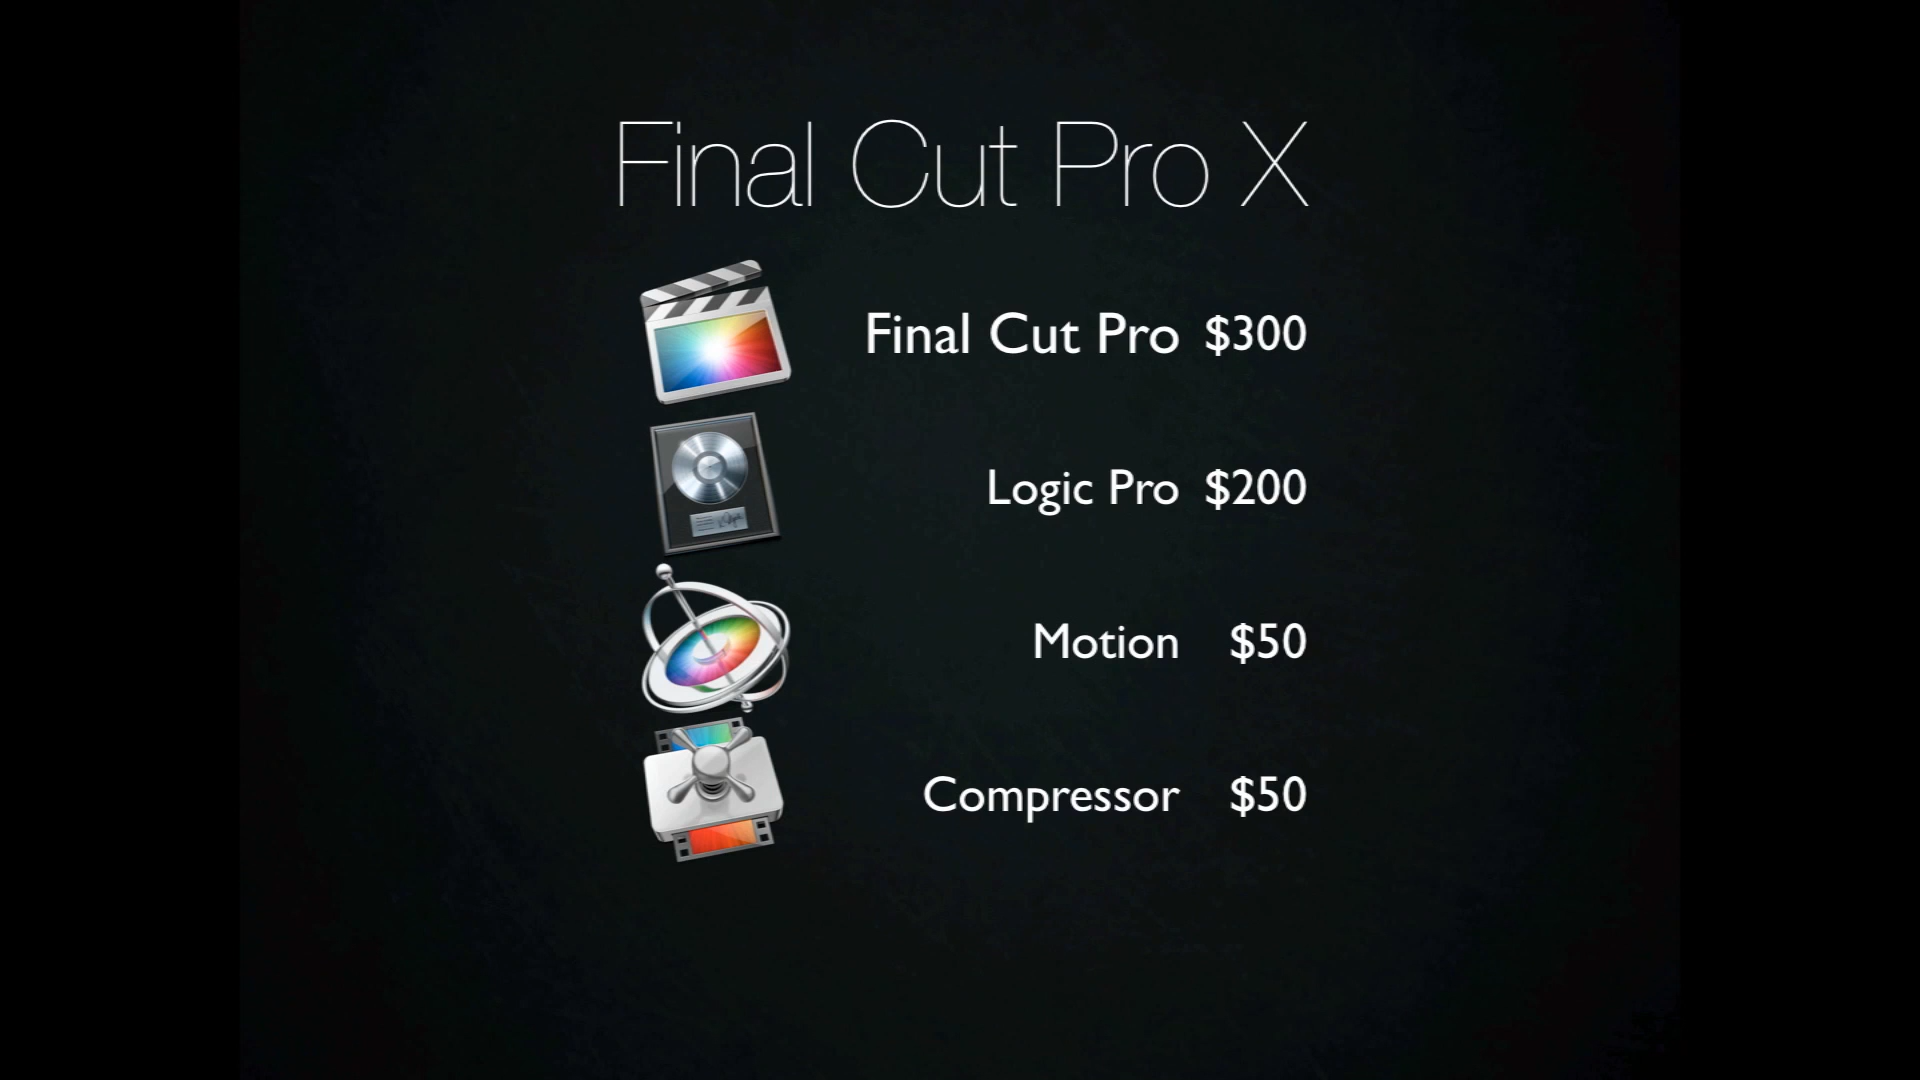 Final Cut Pro X
Final Cut Pro $300
Logic Pro $200
Motion $50
Compressor $50